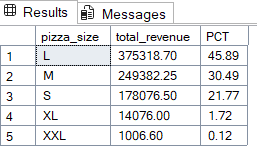 Results Messages
pizza_size total_revenue PCT
1 L 375318.70 45.89
2 M 249382.25 30.49
3 S 178076.50 21.77
4 XL 14076.00 1.72
5 XXL 1006.60 0.12